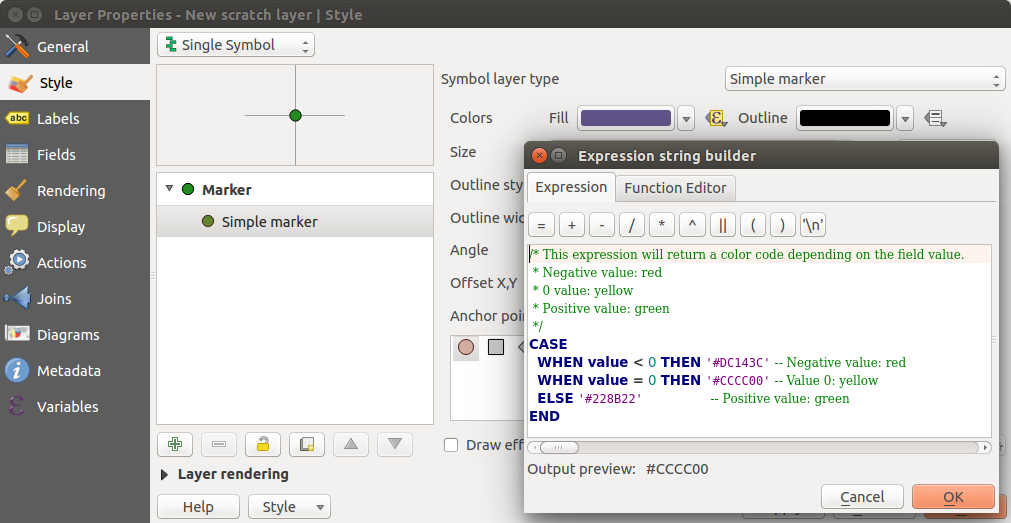 Layer Properties - New scratch layer | Style
General
Style
Labels
Fields
Rendering
Display
Actions
Joins
Diagrams
Metadata
Variables
Single Symbol
Marker
Simple marker
Layer rendering
Help
Style
Symbol layer type
Simple marker
Colors
Fill
Outline
Size
Outline sty
Outline wid
Angle
Offset X,Y
Anchor poi
Draw eff
Expression string builder
Expression
Function Editor
= + - / * ^ || ( ) '\n'
/* This expression will return a color code depending on the field value.
* Negative value: red
* 0 value: yellow
* Positive value: green
*/
CASE
WHEN value < 0 THEN '#DC143C' -- Negative value: red
WHEN value = 0 THEN '#CCCC00' -- Value 0: yellow
ELSE '#228B22' -- Positive value: green
END
Output preview: #CCCC00
Cancel
OK